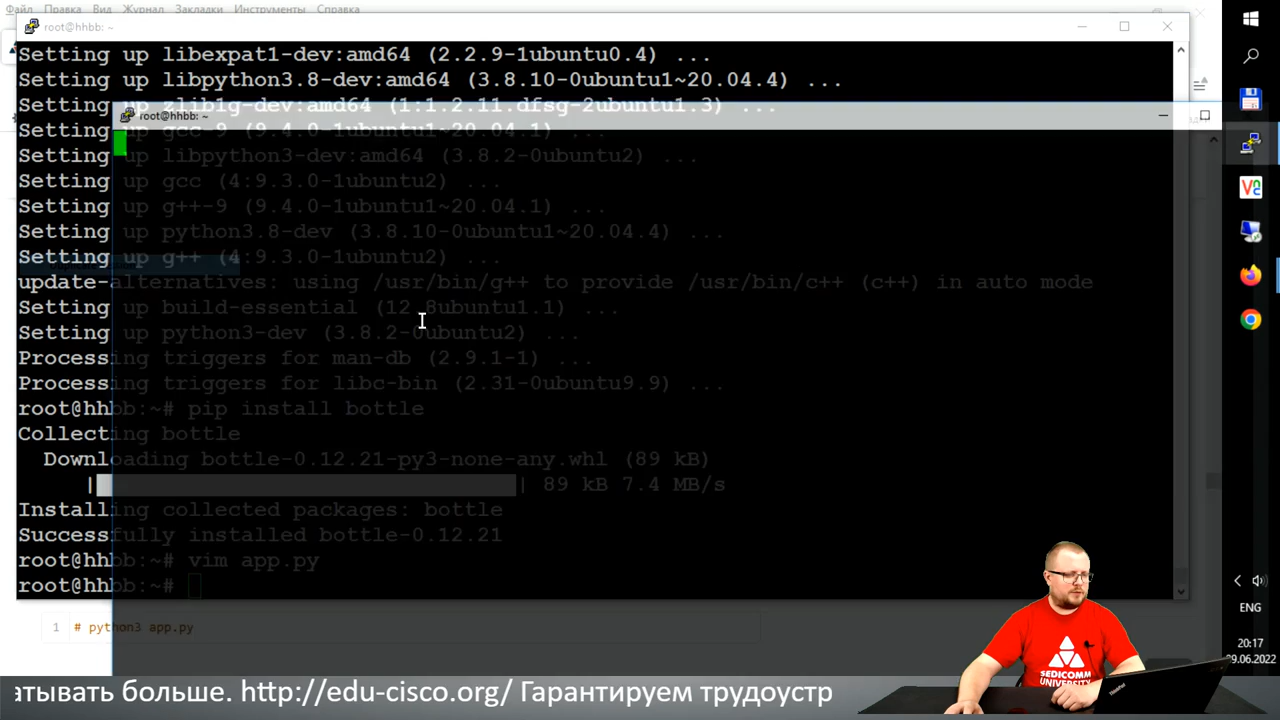 Файл Правка Вид Журнал Закладки Инструменты Справка
root@hhbb: ~
Setting up libexpat1-dev:amd64 (2.2.9-1ubuntu0.4) ...
Setting up libpython3.8-dev:amd64 (3.8.10-0ubuntu1~20.04.4) ...
Setting up zlib1g-dev:amd64 (1:1.2.11.dfsg-2ubuntu1.3) ...
root@hhbb: ~
Setting up gcc-9 (9.4.0-1ubuntu1~20.04.1) ...
Setting up libpython3-dev:amd64 (3.8.2-0ubuntu2) ...
Setting up gcc (4:9.3.0-1ubuntu2) ...
Setting up g++-9 (9.4.0-1ubuntu1~20.04.1) ...
Setting up python3.8-dev (3.8.10-0ubuntu1~20.04.4) ...
Setting up g++ (4:9.3.0-1ubuntu2) ...
update-alternatives: using /usr/bin/g++ to provide /usr/bin/c++ (c++) in auto mode
Setting up build-essential (12.8ubuntu1.1) ...
Setting up python3-dev (3.8.2-0ubuntu2) ...
Processing triggers for man-db (2.9.1-1) ...
Processing triggers for libc-bin (2.31-0ubuntu9.9) ...
root@hhbb:~# pip install bottle
Collecting bottle
Downloading bottle-0.12.21-py3-none-any.whl (89 kB)
| | 89 kB 7.4 MB/s
Installing collected packages: bottle
Successfully installed bottle-0.12.21
root@hhbb:~# vim app.py
root@hhbb:~#
1 # python3 app.py
ENG
20:17
09.06.2022
SEDICOMM
UNIVERSITY
ThinkPad
атывать больше. http://edu-cisco.org/ Гарантируем трудоустр